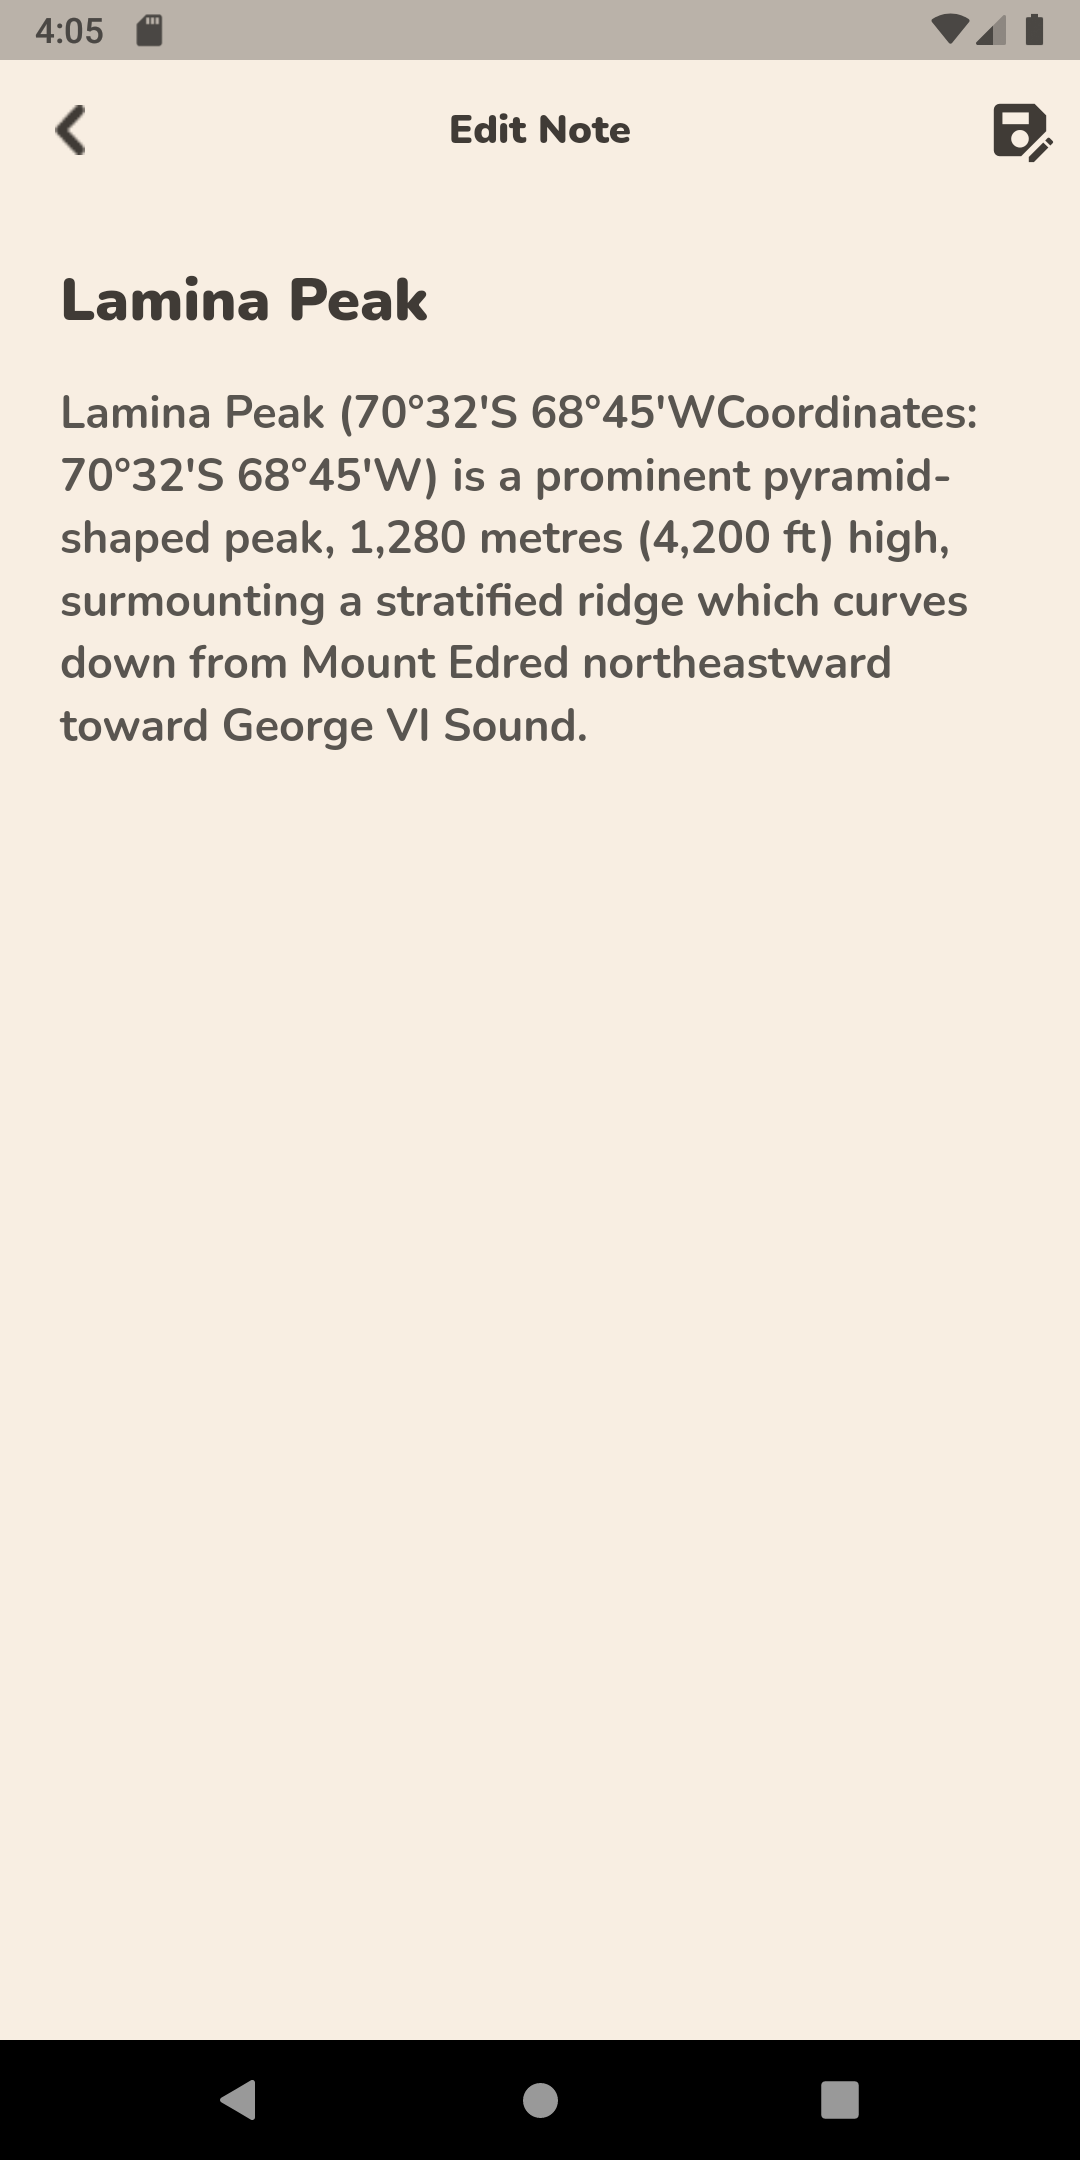 4:05
Edit Note
Lamina Peak
Lamina Peak (70°32'S 68°45'WCoordinates:
70°32'S 68°45'W) is a prominent pyramid-
shaped peak, 1,280 metres (4,200 ft) high,
surmounting a stratified ridge which curves
down from Mount Edred northeastward
toward George VI Sound.